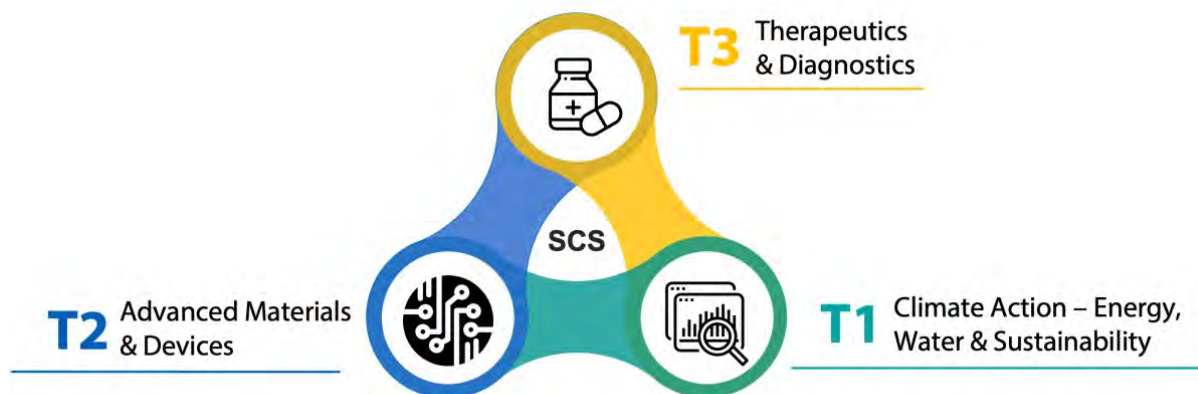 T3 Therapeutics
& Diagnostics
SCS
T2 Advanced Materials
& Devices
T1 Climate Action – Energy,
Water & Sustainability